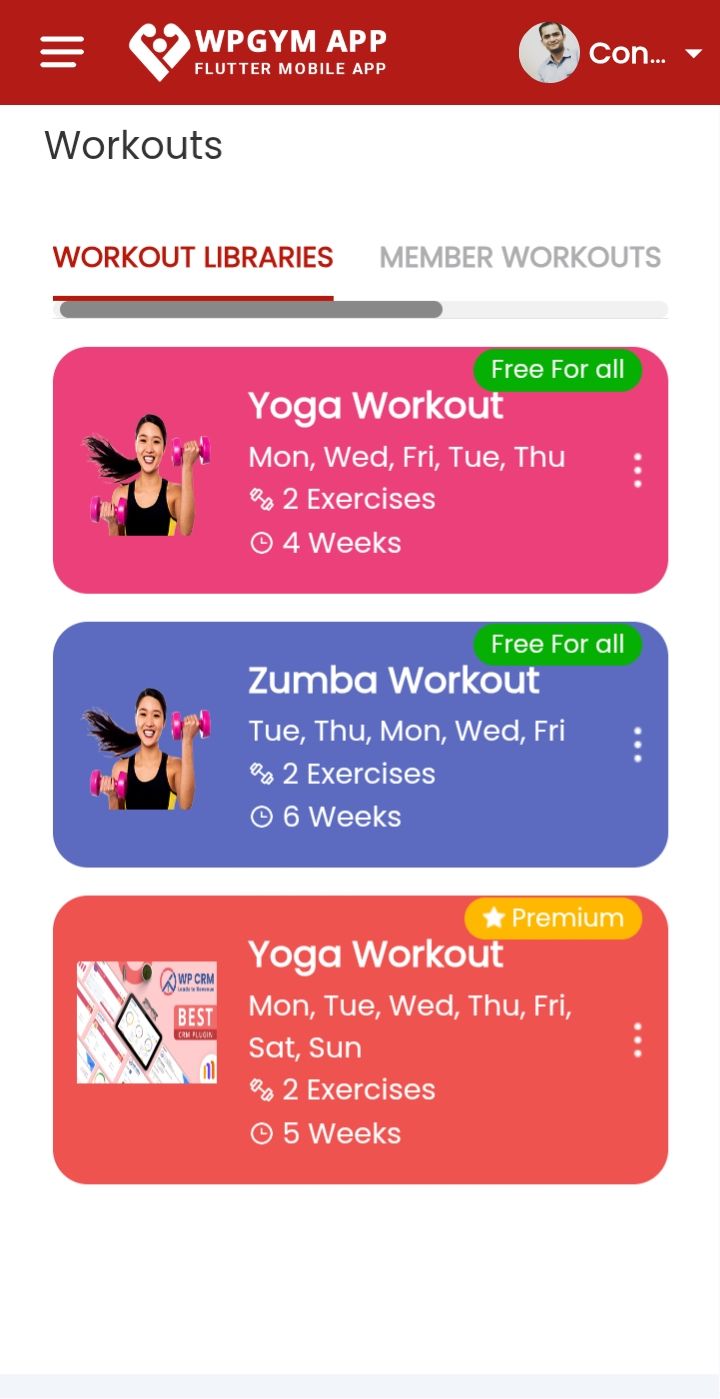 WPGYM APP
FLUTTER MOBILE APP
Con...
Workouts
WORKOUT LIBRARIES
MEMBER WORKOUTS
Free For all
Yoga Workout
Mon, Wed, Fri, Tue, Thu
2 Exercises
4 Weeks
Free For all
Zumba Workout
Tue, Thu, Mon, Wed, Fri
2 Exercises
6 Weeks
Premium
Yoga Workout
WP CRM
Leads to Revenue
BEST
CRM PLUGIN
Mon, Tue, Wed, Thu, Fri,
Sat, Sun
2 Exercises
5 Weeks